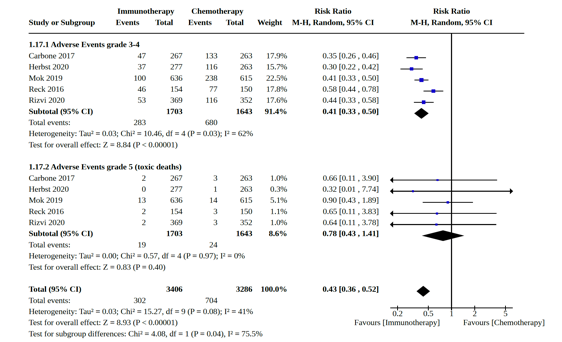 Immunotherapy Chemotherapy Risk Ratio Risk Ratio
Study or Subgroup Events Total Events Total Weight M-H, Random, 95% CI M-H, Random, 95% CI
1.17.1 Adverse Events grade 3-4
Carbone 2017 47 267 133 263 17.9% 0.35 [0.26 , 0.46]
Herbst 2020 37 277 116 263 15.7% 0.30 [0.22 , 0.42]
Mok 2019 100 636 238 615 22.5% 0.41 [0.33 , 0.50]
Reck 2016 46 154 77 150 17.7% 0.58 [0.44 , 0.78]
Rizvi 2020 53 369 116 352 17.6% 0.44 [0.33 , 0.58]
Subtotal (95% CI) 1703 1643 91.4% 0.41 [0.33 , 0.50]
Total events: 283 680
Heterogeneity: Tau² = 0.03; Chi² = 10.46, df = 4 (P = 0.03); I² = 62%
Test for overall effect: Z = 8.84 (P < 0.00001)
1.17.2 Adverse Events grade 5 (toxic deaths)
Carbone 2017 2 267 3 263 1.0% 0.66 [0.11 , 3.90]
Herbst 2020 0 277 1 263 0.3% 0.32 [0.01 , 7.74]
Mok 2019 13 636 14 615 5.1% 0.90 [0.43 , 1.89]
Reck 2016 2 154 3 150 1.1% 0.65 [0.11 , 3.83]
Rizvi 2020 2 369 3 352 1.1% 0.64 [0.11 , 3.78]
Subtotal (95% CI) 1703 1643 8.6% 0.78 [0.43 , 1.41]
Total events: 19 24
Heterogeneity: Tau² = 0.00; Chi² = 0.57, df = 4 (P = 0.97); I² = 0%
Test for overall effect: Z = 0.83 (P = 0.40)
Total (95% CI) 3406 3286 100.0% 0.43 [0.36 , 0.52]
Total events: 302 704
Heterogeneity: Tau² = 0.03; Chi² = 15.27, df = 9 (P = 0.08); I² = 41%
0.2 0.5 1 2 5
Test for overall effect: Z = 8.93 (P < 0.00001) Favours [Immunotherapy] Favours [Chemotherapy]
Test for subgroup differences: Chi² = 4.08, df = 1 (P = 0.04), I² = 75.5%